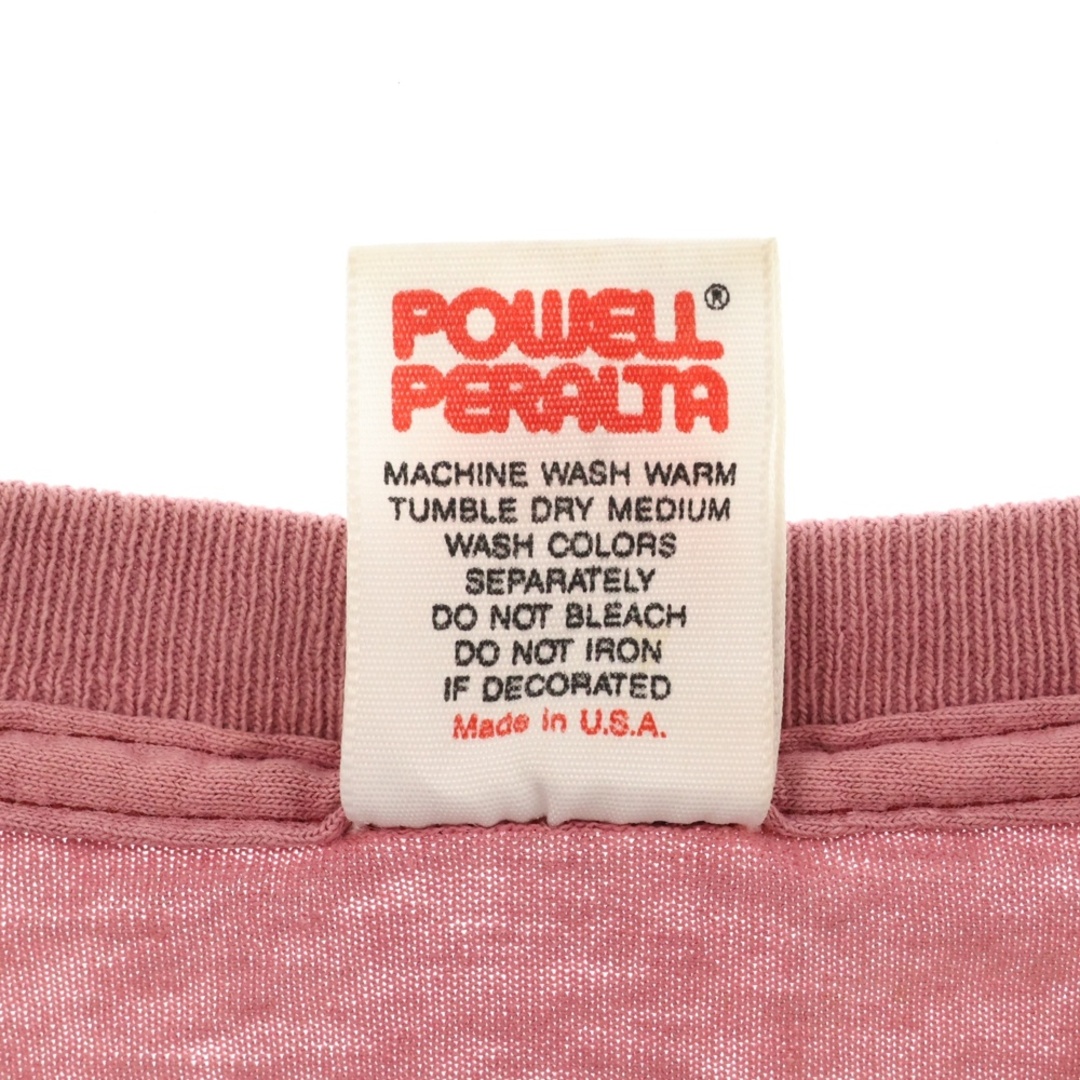 POWELL®
PERALTA
MACHINE WASH WARM
TUMBLE DRY MEDIUM
WASH COLORS
SEPARATELY
DO NOT BLEACH
DO NOT IRON
IF DECORATED
Made in U.S.A.